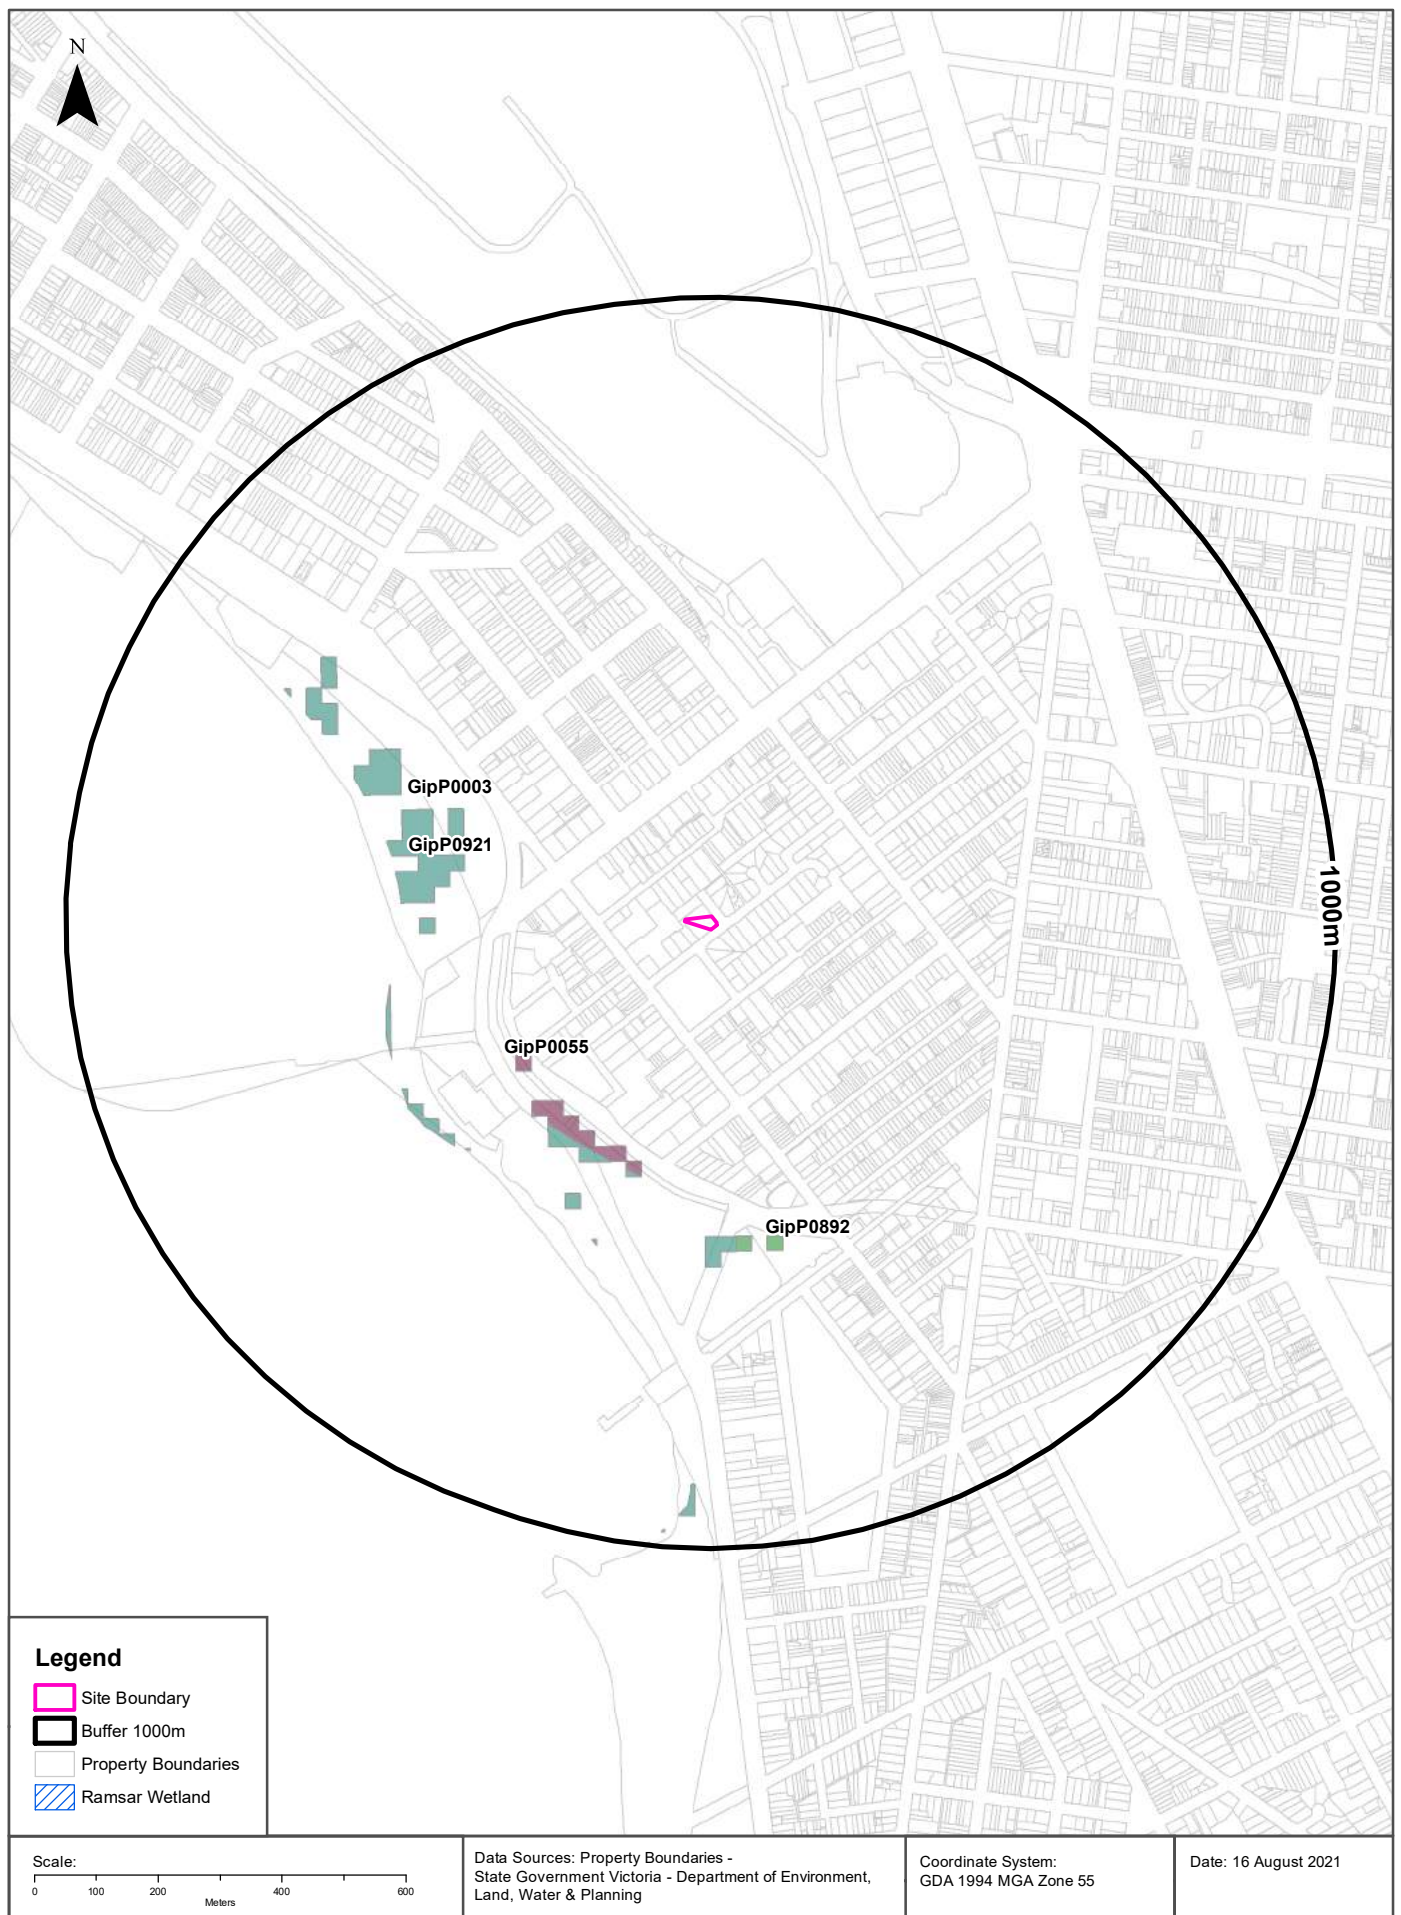 N
GipP0003
GipP0921
1000m
GipP0055
GipP0892
Legend
Site Boundary
Buffer 1000m
Property Boundaries
Ramsar Wetland
Scale:
0 100 200 400 600
Meters
Data Sources: Property Boundaries -
State Government Victoria - Department of Environment,
Land, Water & Planning
Coordinate System:
GDA 1994 MGA Zone 55
Date: 16 August 2021